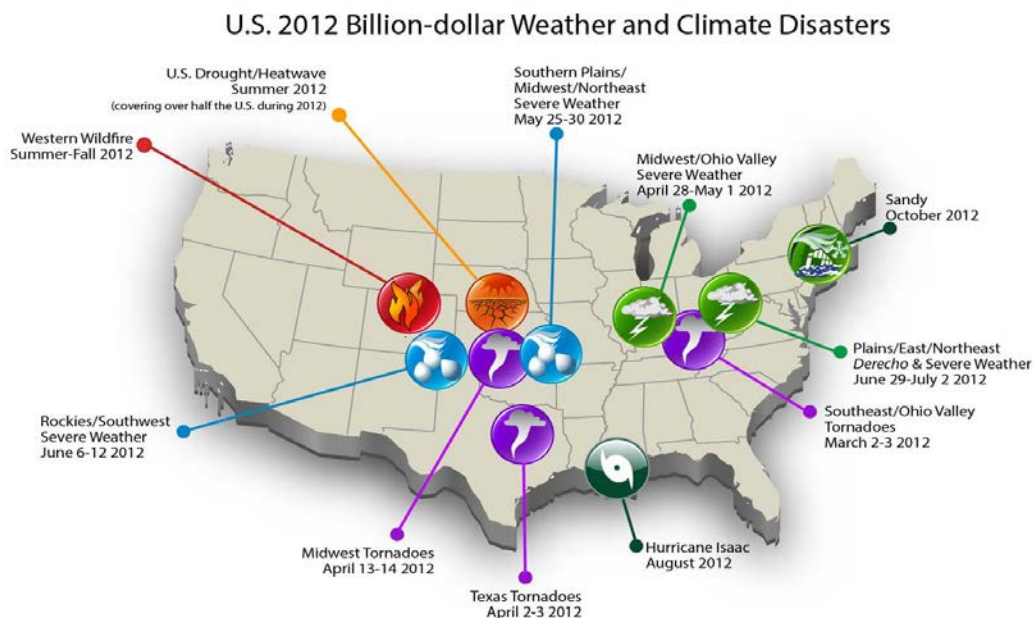 U.S. 2012 Billion-dollar Weather and Climate Disasters
U.S. Drought/Heatwave
Summer 2012
(covering over half the U.S. during 2012)
Southern Plains/
Midwest/Northeast
Severe Weather
May 25-30 2012
Western Wildfire
Summer-Fall 2012
Midwest/Ohio Valley
Severe Weather
April 28-May 1 2012
Sandy
October 2012
Plains/East/Northeast
Derecho & Severe Weather
June 29-July 2 2012
Rockies/Southwest
Severe Weather
June 6-12 2012
Southeast/Ohio Valley
Tornadoes
March 2-3 2012
Midwest Tornadoes
April 13-14 2012
Hurricane Isaac
August 2012
Texas Tornadoes
April 2-3 2012